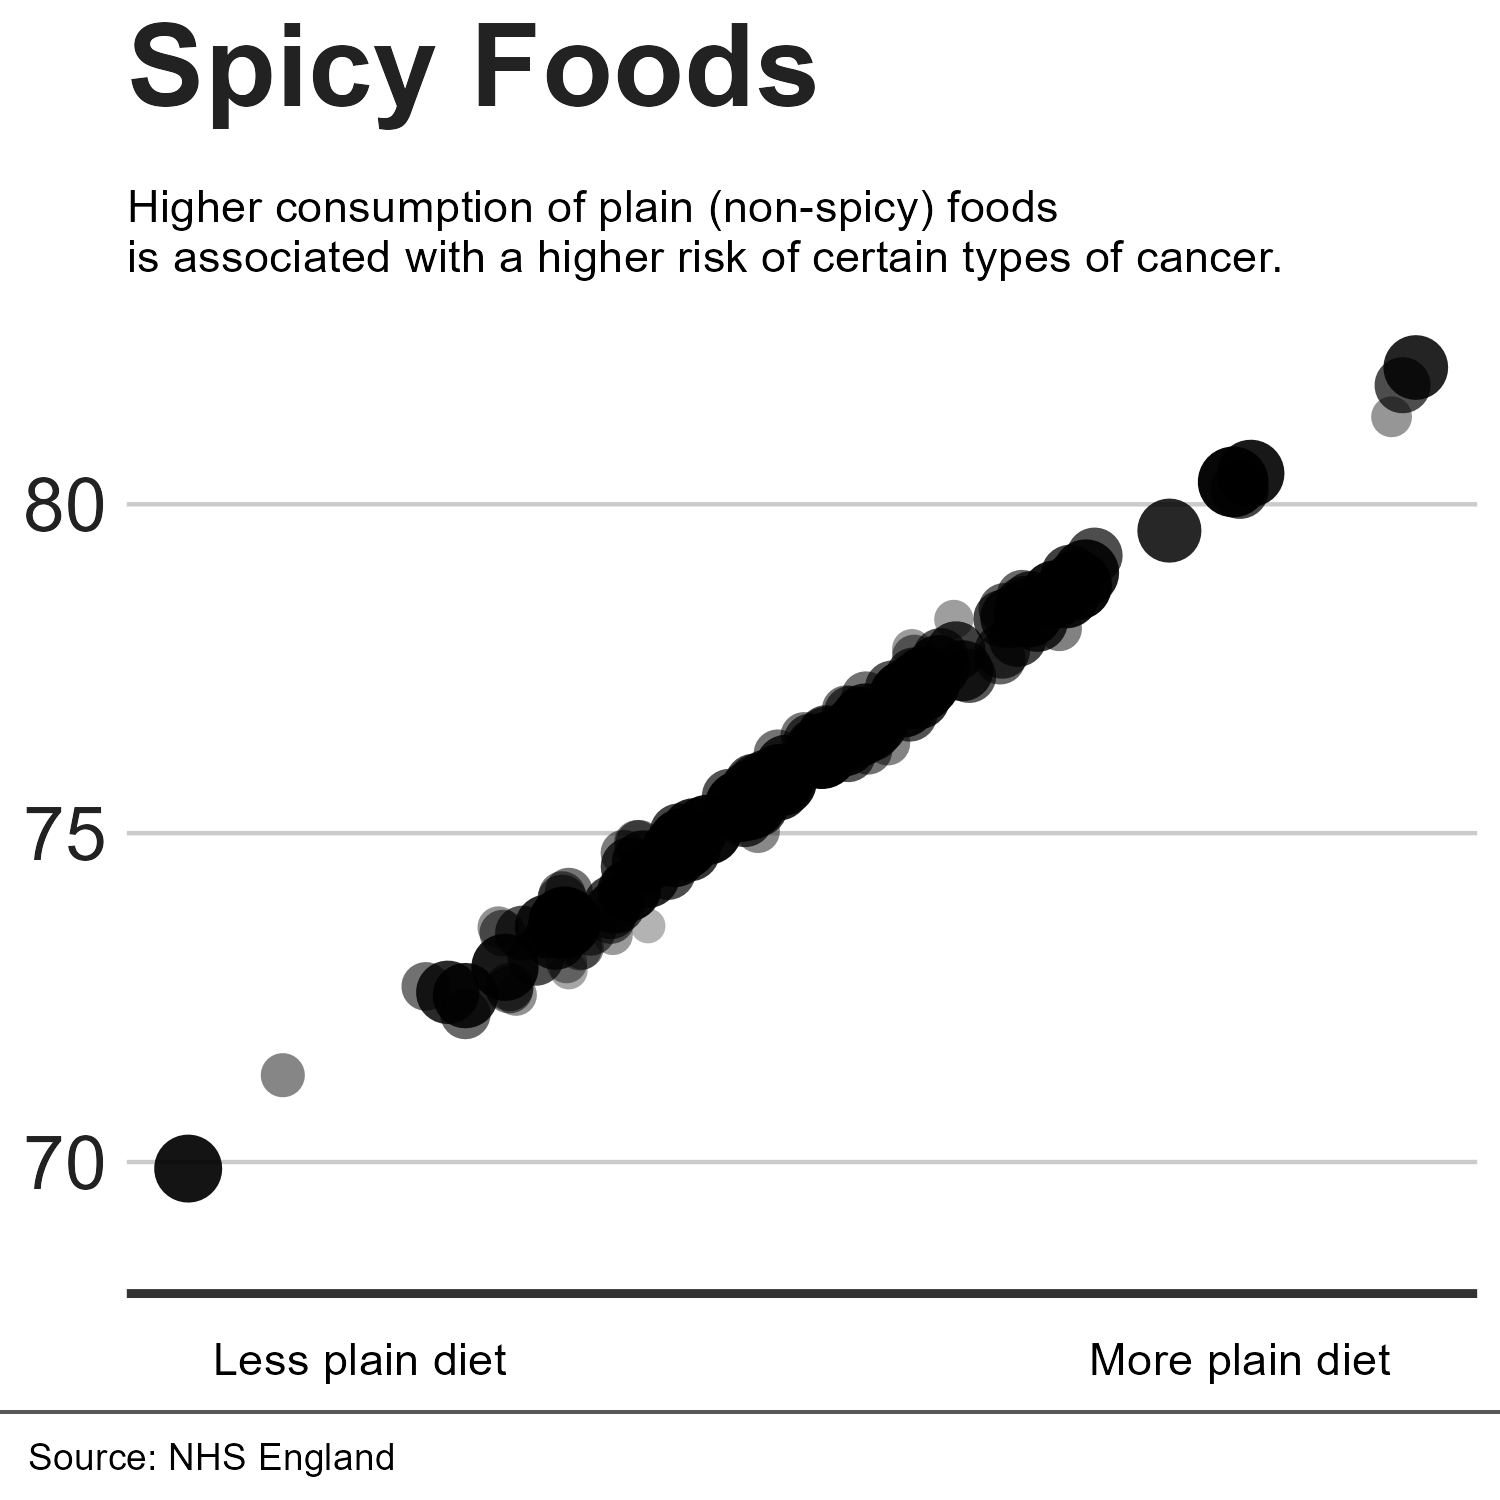 Spicy Foods
Higher consumption of plain (non-spicy) foods
is associated with a higher risk of certain types of cancer.
80
75
70
Less plain diet
More plain diet
Source: NHS England